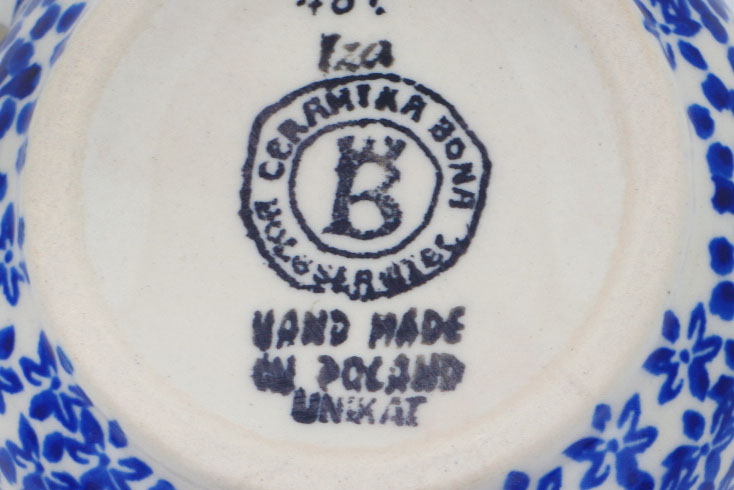 Iza
CERAMIKA BONA
BOLESŁAWIEC
B
HAND MADE
IN POLAND
UNIKAT